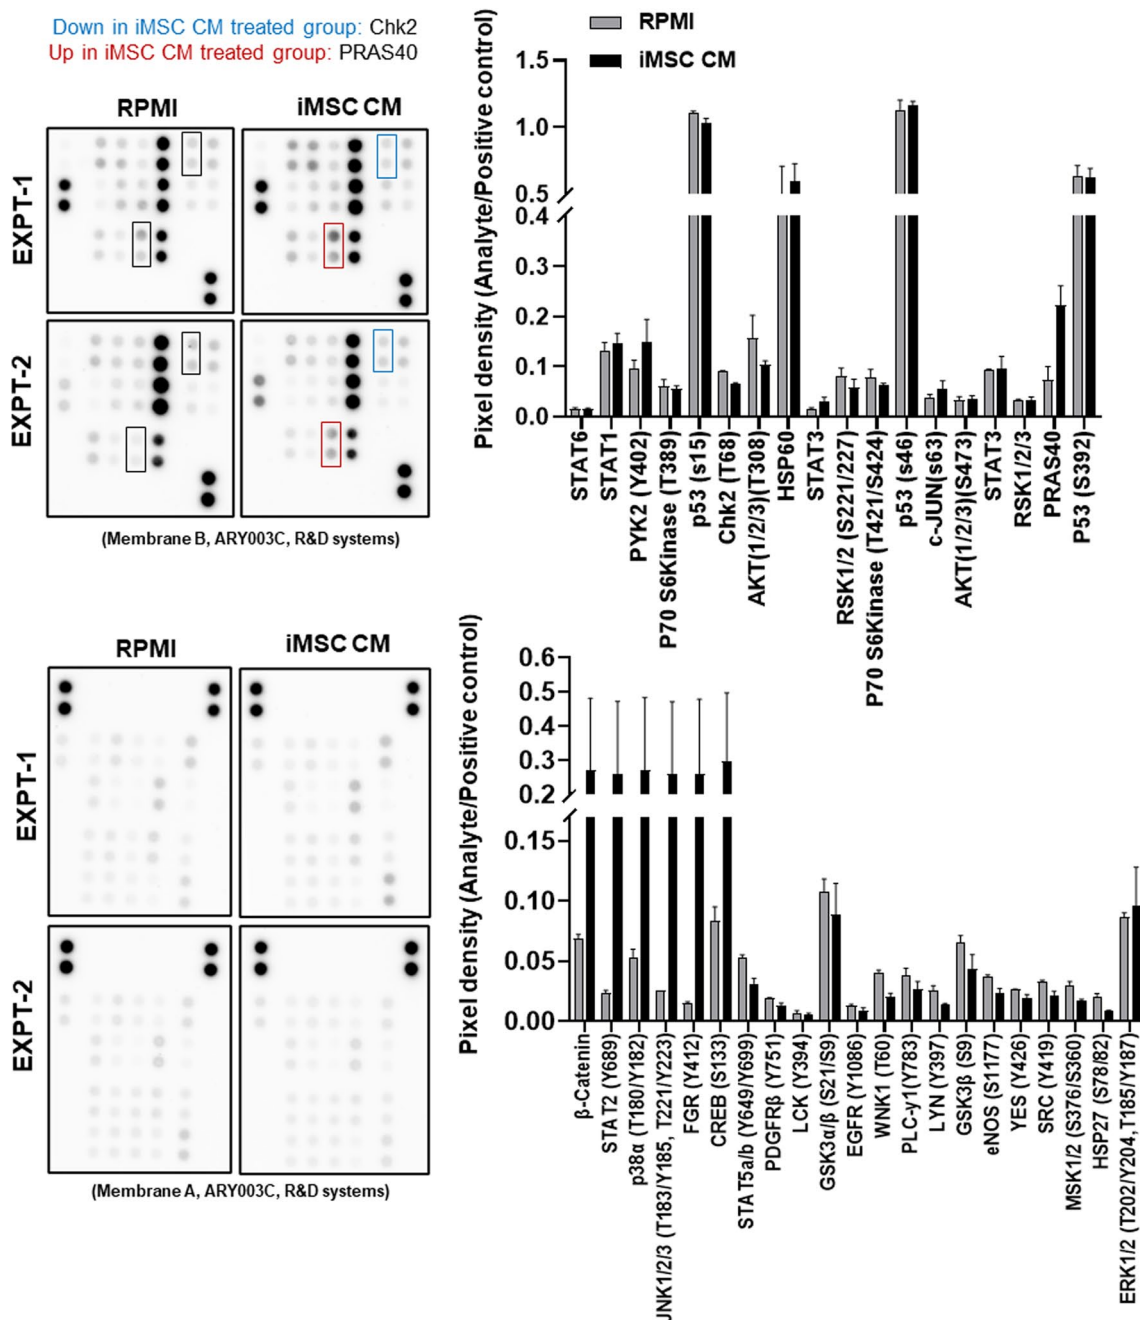 Down in iMSC CM treated group: Chk2
Up in iMSC CM treated group: PRAS40
RPMI
iMSC CM
EXPT-1
EXPT-2
(Membrane B, ARY003C, R&D systems)
RPMI
iMSC CM
Pixel density (Analyte/Positive control)
1.5
1.0
0.5
0.4
0.3
0.2
0.1
0.0
STAT6
STAT1
PYK2 (Y402)
P70 S6Kinase (T389)
p53 (s15)
Chk2 (T68)
AKT(1/2/3)(T308)
HSP60
STAT3
RSK1/2 (S221/227)
P70 S6Kinase (T421/S424)
p53 (s46)
c-JUN(s63)
AKT(1/2/3)(S473)
STAT3
RSK1/2/3
PRAS40
P53 (S392)
RPMI
iMSC CM
EXPT-1
EXPT-2
(Membrane A, ARY003C, R&D systems)
Pixel density (Analyte/Positive control)
0.6
0.5
0.4
0.3
0.2
0.15
0.10
0.05
0.00
β-Catenin
STAT2 (Y689)
p38α (T180/Y182)
JNK1/2/3 (T183/Y185, T221/Y223)
FGR (Y412)
CREB (S133)
STAT5a/b (Y649/Y699)
PDGFRβ (Y751)
LCK (Y394)
GSK3α/β (S21/S9)
EGFR (Y1086)
WNK1 (T60)
PLC-γ1(Y783)
LYN (Y397)
GSK3β (S9)
eNOS (S1177)
YES (Y426)
SRC (Y419)
MSK1/2 (S376/S360)
HSP27 (S78/82)
ERK1/2 (T202/Y204, T185/Y187)